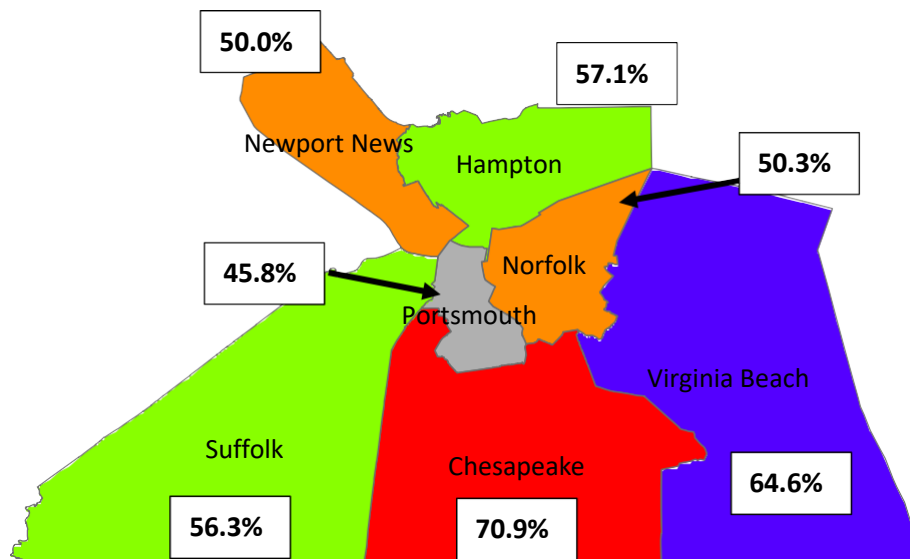 50.0%
57.1%
Newport News
Hampton
50.3%
45.8%
Norfolk
Portsmouth
Virginia Beach
Suffolk
Chesapeake
64.6%
56.3%
70.9%